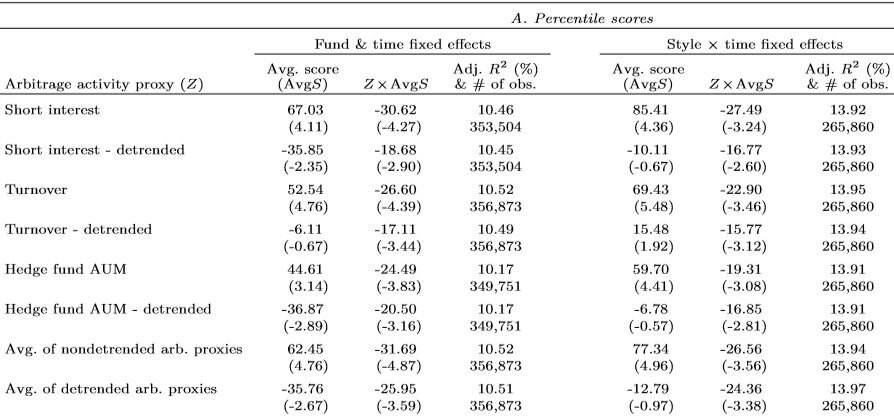 A. Percentile scores
Fund & time fixed effects Style × time fixed effects
Avg. score Adj. R² (%) Avg. score Adj. R² (%)
Arbitrage activity proxy (Z) (AvgS) Z×AvgS & # of obs. (AvgS) Z×AvgS & # of obs.
Short interest 67.03 -30.62 10.46 85.41 -27.49 13.92
(4.11) (-4.27) 353,504 (4.36) (-3.24) 265,860
Short interest - detrended -35.85 -18.68 10.45 -10.11 -16.77 13.93
(-2.35) (-2.90) 353,504 (-0.67) (-2.60) 265,860
Turnover 52.54 -26.60 10.52 69.43 -22.90 13.95
(4.76) (-4.39) 356,873 (5.48) (-3.46) 265,860
Turnover - detrended -6.11 -17.11 10.49 15.48 -15.77 13.94
(-0.67) (-3.44) 356,873 (1.92) (-3.12) 265,860
Hedge fund AUM 44.61 -24.49 10.17 59.70 -19.31 13.91
(3.14) (-3.83) 349,751 (4.41) (-3.08) 265,860
Hedge fund AUM - detrended -36.87 -20.50 10.17 -6.78 -16.85 13.91
(-2.89) (-3.16) 349,751 (-0.57) (-2.81) 265,860
Avg. of nondetrended arb. proxies 62.45 -31.69 10.52 77.34 -26.56 13.94
(4.76) (-4.87) 356,873 (4.96) (-3.56) 265,860
Avg. of detrended arb. proxies -35.76 -25.95 10.51 -12.79 -24.36 13.97
(-2.67) (-3.59) 356,873 (-0.97) (-3.38) 265,860